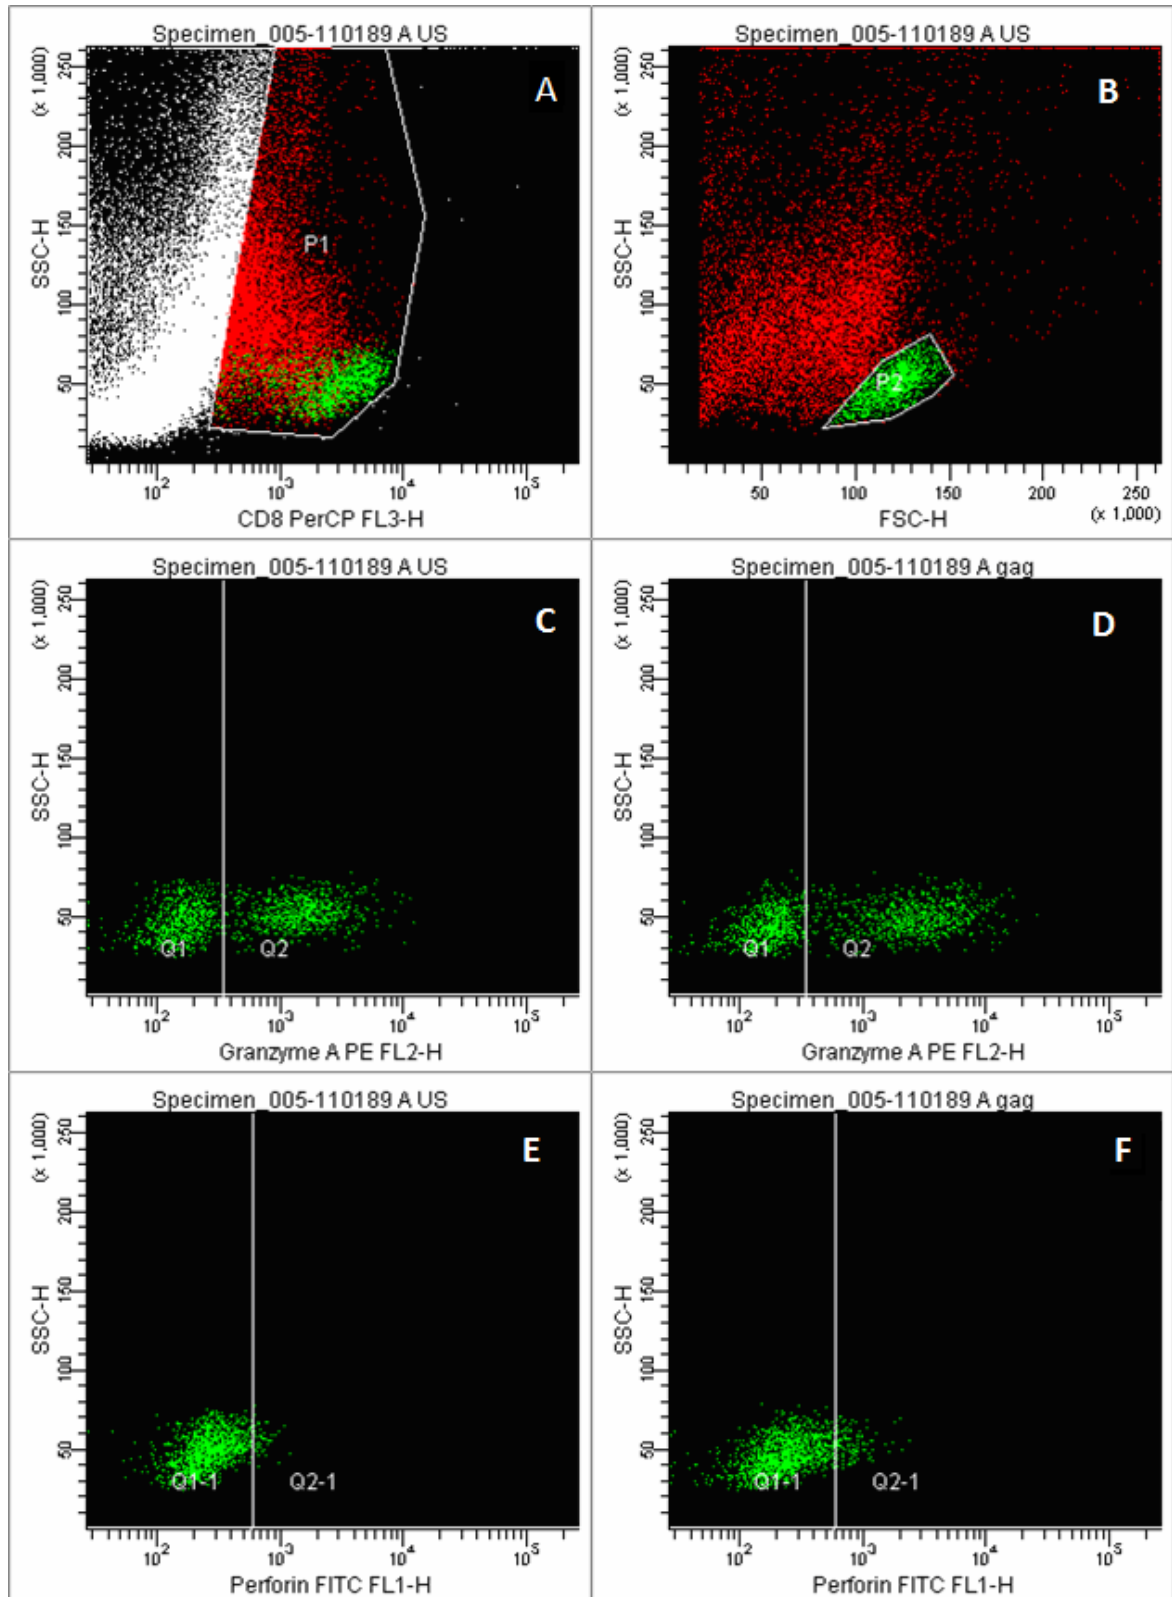 Specimen_005-110189 A US
Specimen_005-110189 A US
A
B
(x 1,000)
250
200
150
100
50
SSC-H
P1
10^2
10^3
10^4
10^5
CD8 PerCP FL3-H
(x 1,000)
250
200
150
100
50
SSC-H
P2
50
100
150
200
250
FSC-H
(x 1,000)
Specimen_005-110189 A US
Specimen_005-110189 A gag
C
D
(x 1,000)
250
200
150
100
50
SSC-H
Q1
Q2
10^2
10^3
10^4
10^5
Granzyme A PE FL2-H
(x 1,000)
250
200
150
100
50
SSC-H
Q1
Q2
10^2
10^3
10^4
10^5
Granzyme A PE FL2-H
Specimen_005-110189 A US
Specimen_005-110189 A gag
E
F
(x 1,000)
250
200
150
100
50
SSC-H
Q1-1
Q2-1
10^2
10^3
10^4
10^5
Perforin FITC FL1-H
(x 1,000)
250
200
150
100
50
SSC-H
Q1-1
Q2-1
10^2
10^3
10^4
10^5
Perforin FITC FL1-H